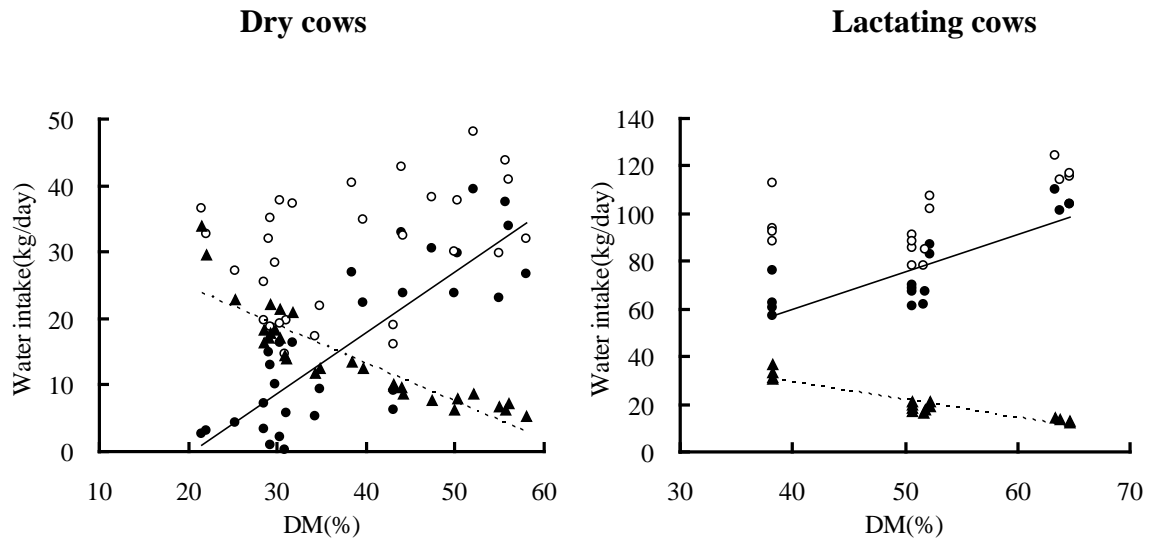 Dry cows
Lactating cows
50
40
30
20
10
0
10 20 30 40 50 60
Water intake(kg/day)
DM(%)
140
120
100
80
60
40
20
0
30 40 50 60 70
Water intake(kg/day)
DM(%)